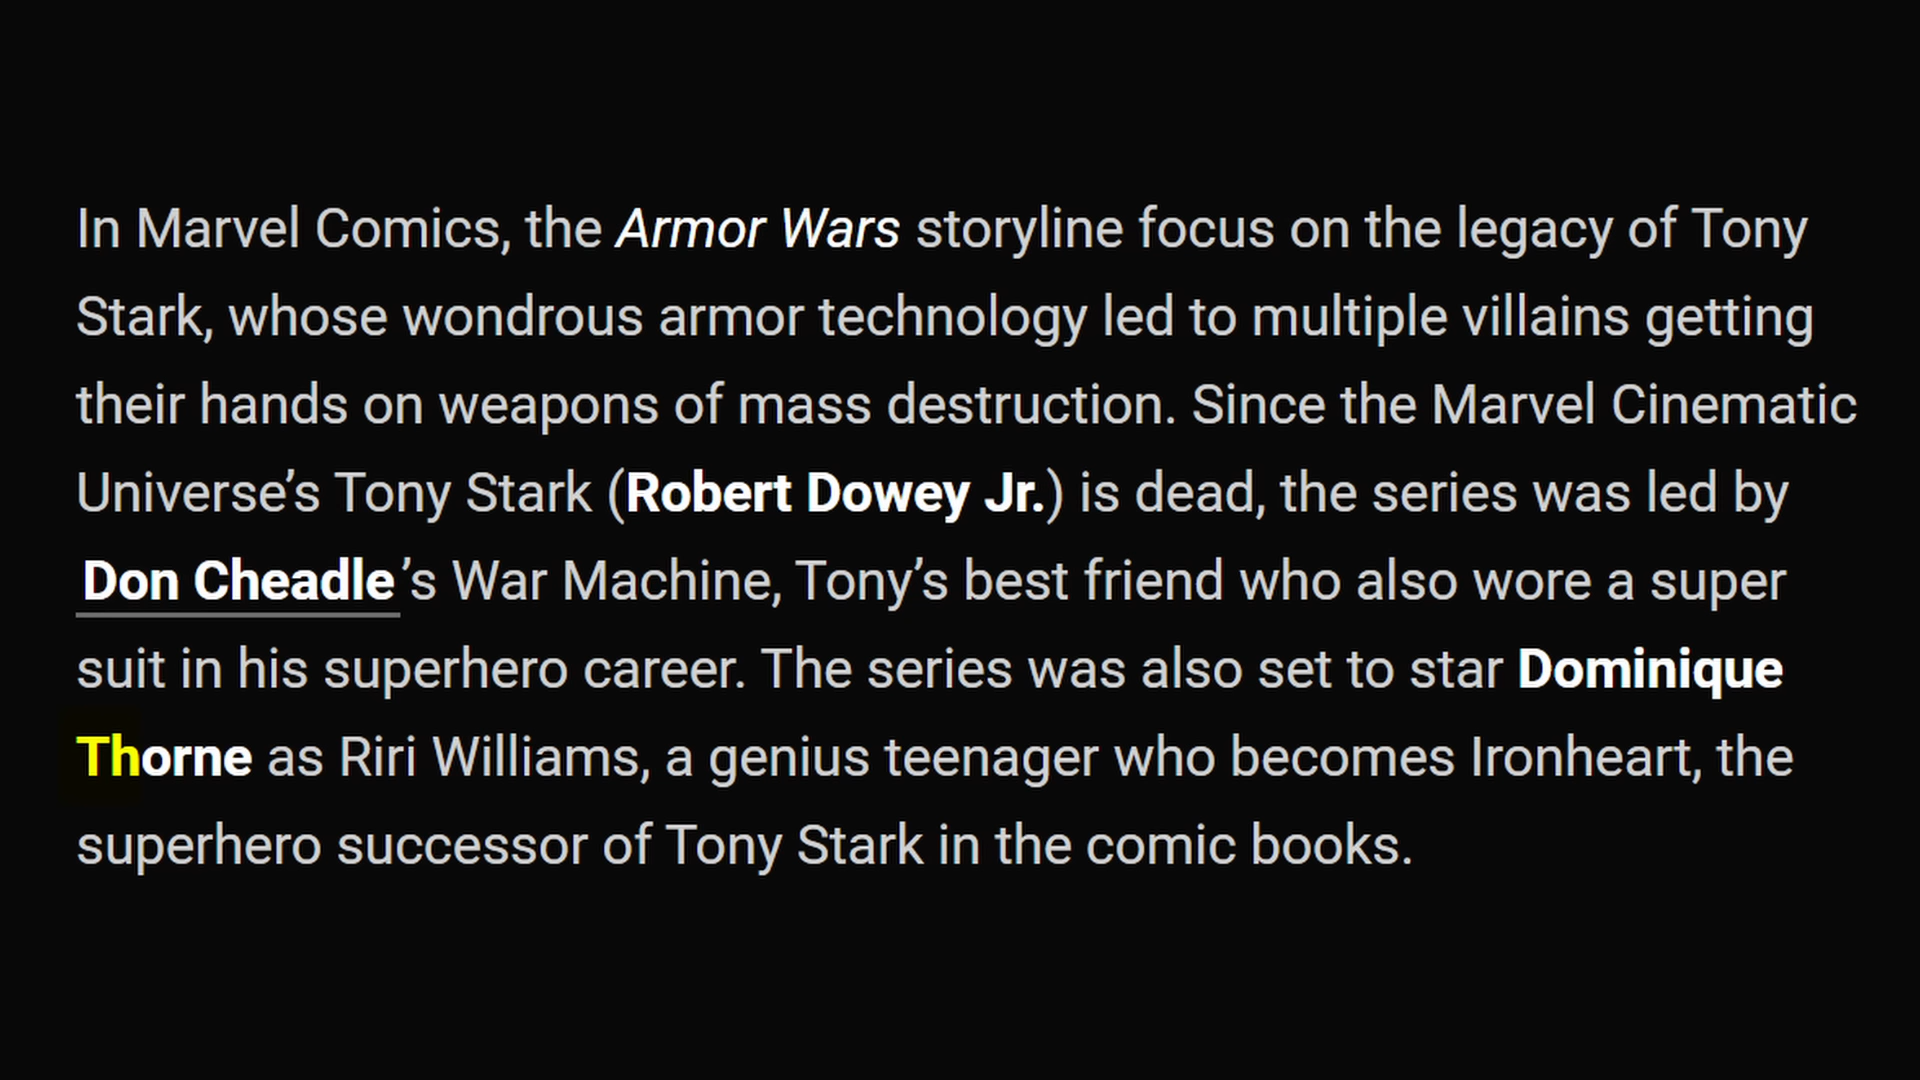 In Marvel Comics, the Armor Wars storyline focus on the legacy of Tony
Stark, whose wondrous armor technology led to multiple villains getting
their hands on weapons of mass destruction. Since the Marvel Cinematic
Universe’s Tony Stark (Robert Dowey Jr.) is dead, the series was led by
Don Cheadle’s War Machine, Tony’s best friend who also wore a super
suit in his superhero career. The series was also set to star Dominique
Thorne as Riri Williams, a genius teenager who becomes Ironheart, the
superhero successor of Tony Stark in the comic books.